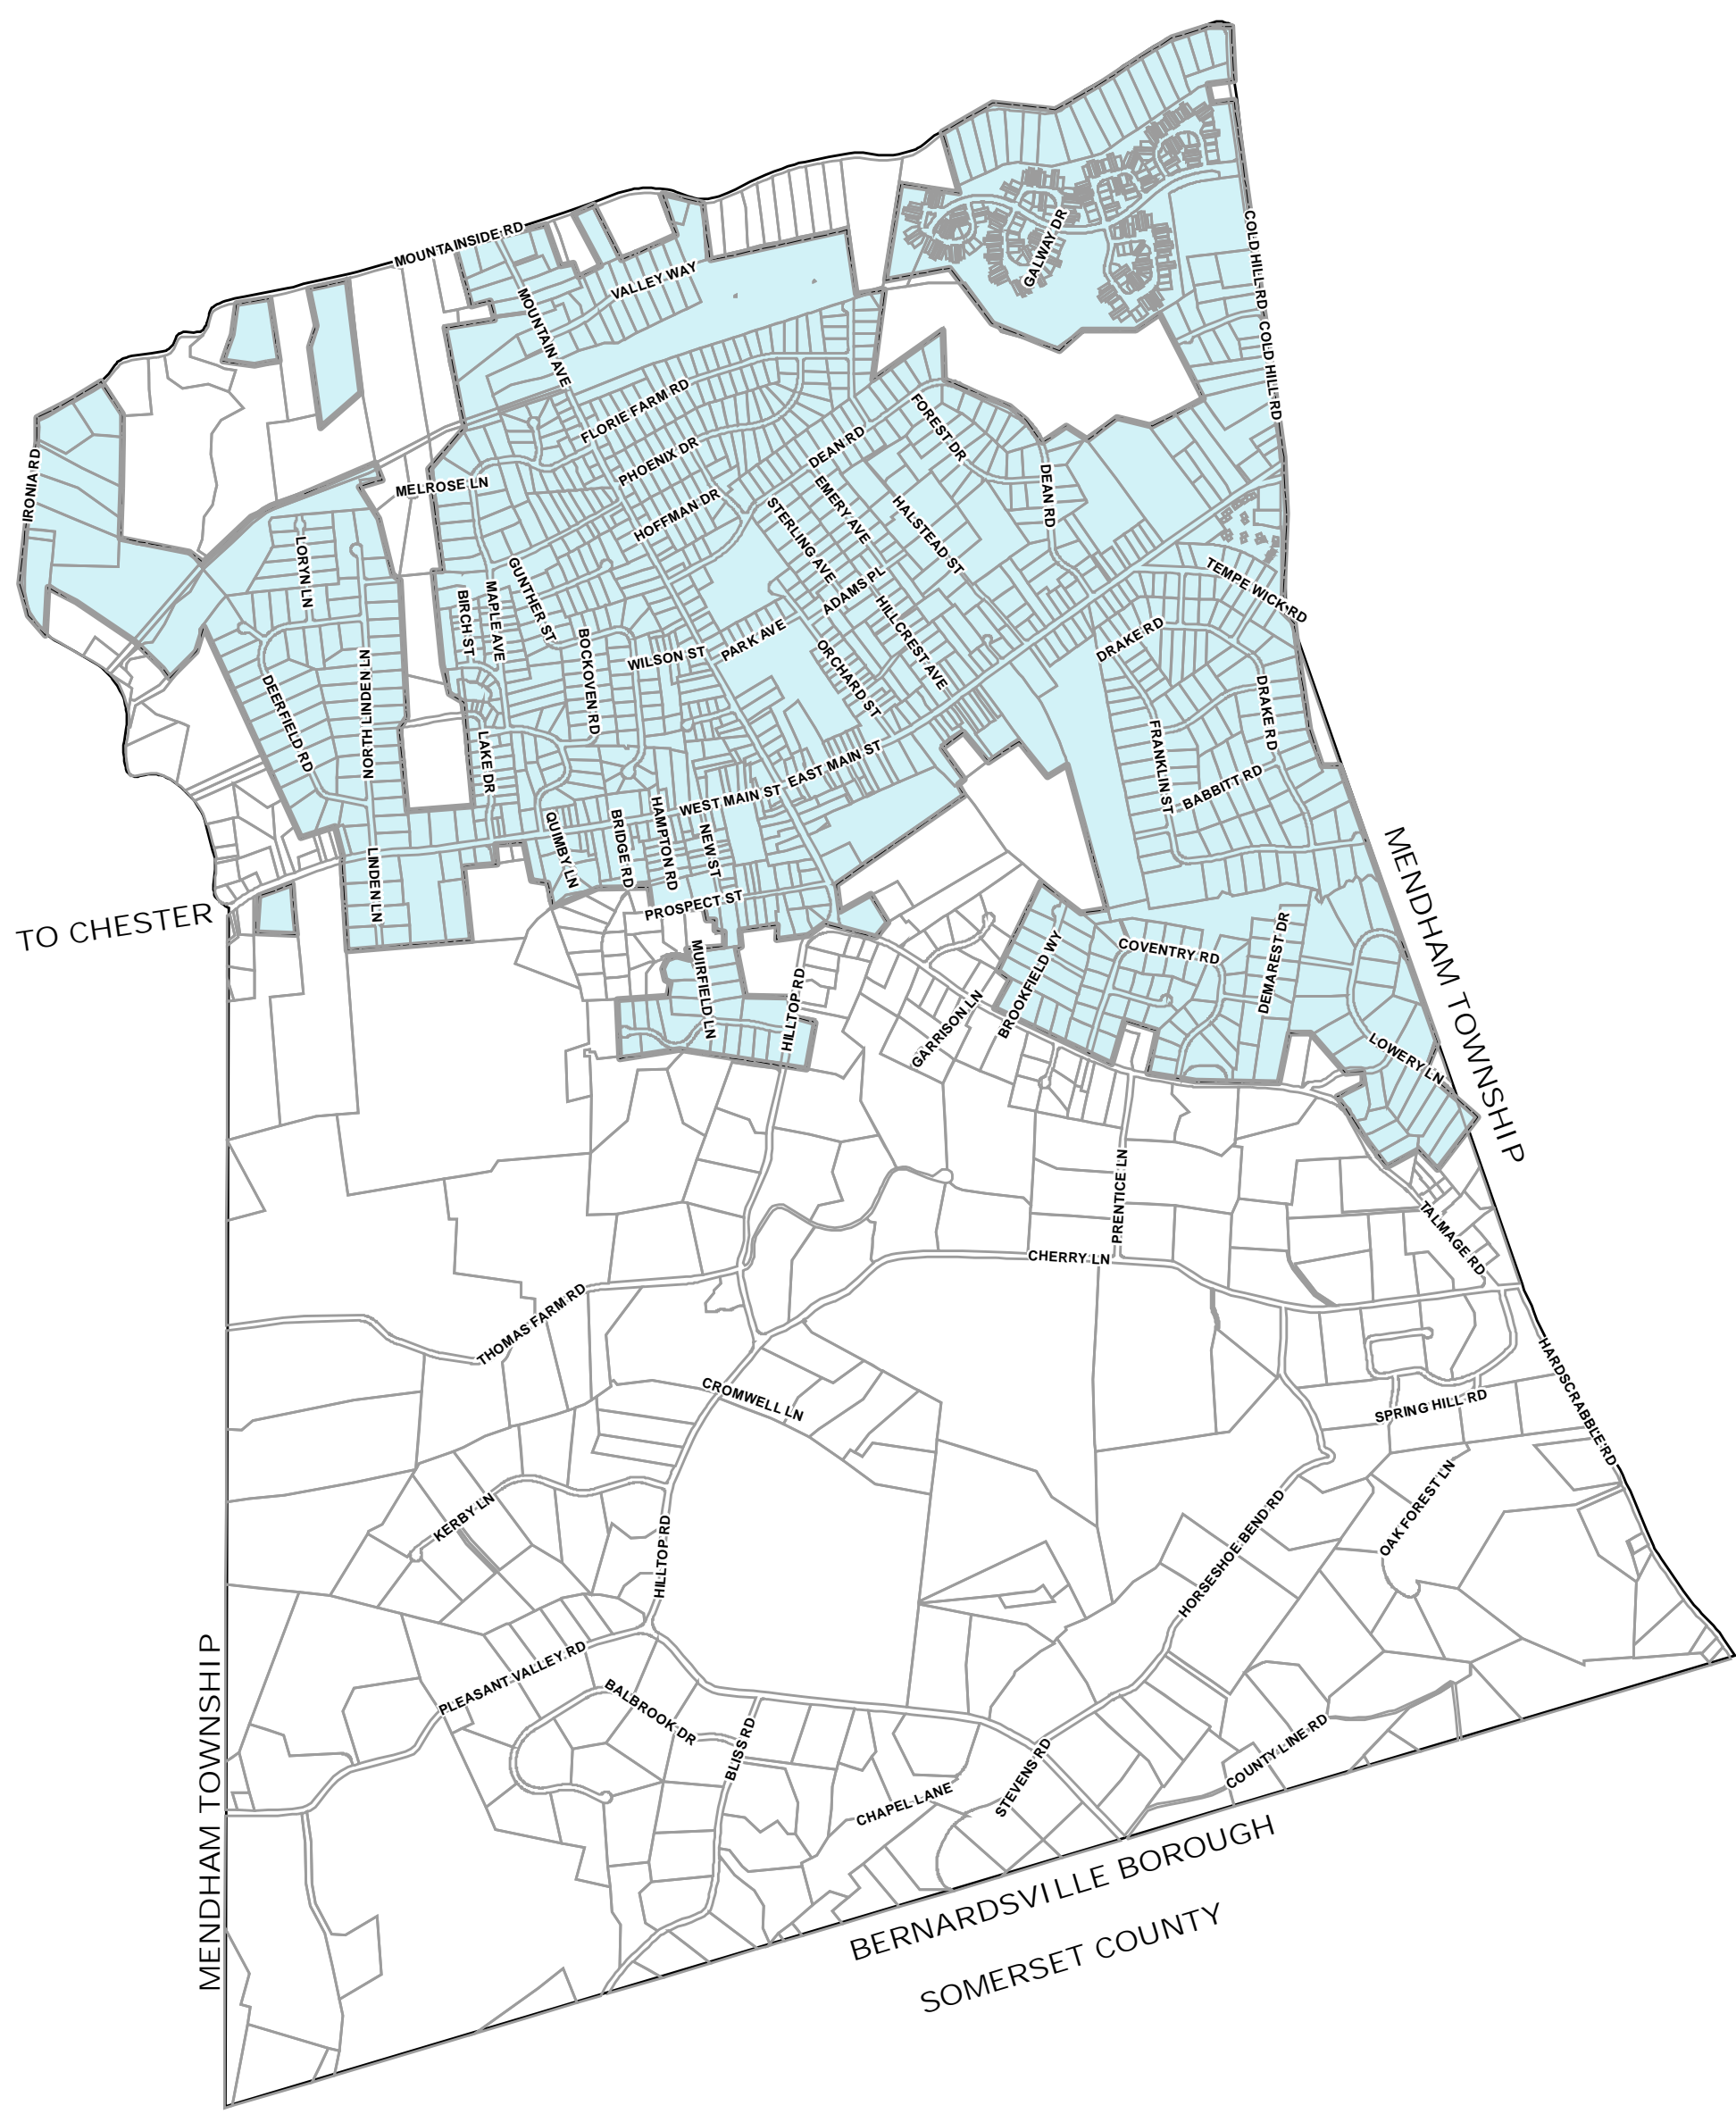 MOUNTAINSIDE RD
VALLEY WAY
MOUNTAIN AVE
GALWAY DR
COLD HILL RD
COLD HILL RD
FLORIE FARM RD
PHOENIX DR
DEAN RD
FOREST DR
IRONIA RD
MELROSE LN
HOFFMAN DR
STERLING AVE
EMERY AVE
HALSTEAD ST
DEAN RD
LORYN LN
BIRCH ST
MAPLE AVE
GUNTHER ST
BOCKOVEN RD
WILSON ST
PARK AVE
ADAMS PL
HILLCREST AVE
ORCHARD ST
TEMPE WICK RD
DRAKE RD
DRAKE RD
DEERFIELD RD
NORTH LINDEN LN
LAKE DR
FRANKLIN ST
BABBITT RD
WEST MAIN ST
EAST MAIN ST
QUIMBY LN
BRIDGE RD
HAMPTON RD
NEW ST
LINDEN LN
PROSPECT ST
TO CHESTER
MUIRFIELD LN
HILLTOP RD
GARRISON LN
BROOKFIELD WY
COVENTRY RD
DEMAREST DR
MENDHAM TOWNSHIP
LOWERY LN
PRENTICE LN
TALMAGE RD
CHERRY LN
THOMAS FARM RD
CROMWELL LN
SPRING HILL RD
HARDSCRABBLE RD
KERBY LN
HILLTOP RD
HORSESHOE BEND RD
OAK FOREST LN
MENDHAM TOWNSHIP
PLEASANT VALLEY RD
BALBROOK DR
BLISS RD
CHAPEL LANE
STEVENS RD
COUNTY LINE RD
BERNARDSVILLE BOROUGH
SOMERSET COUNTY